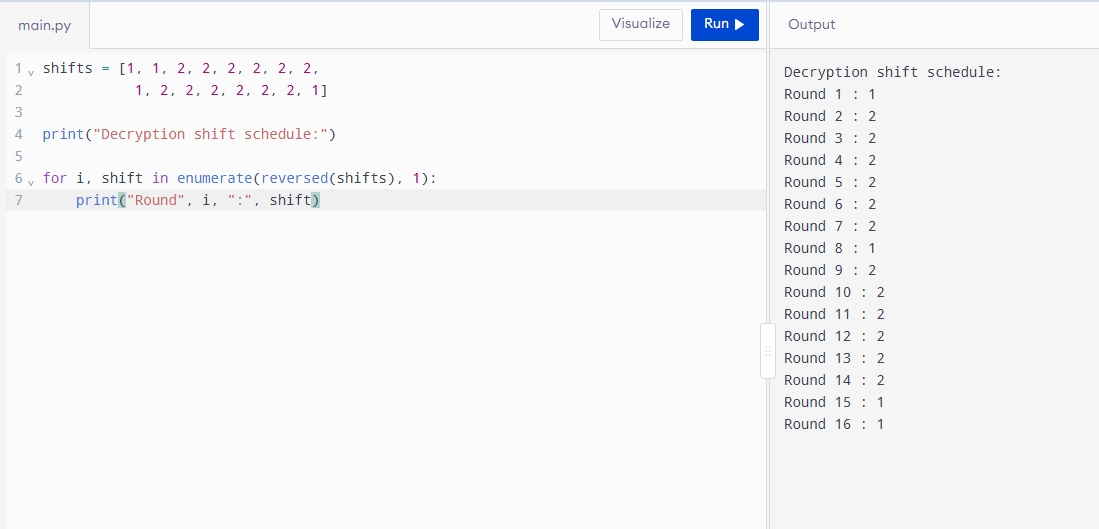 main.py
Visualize
Run
Output
1 shifts = [1, 1, 2, 2, 2, 2, 2, 2,
2 1, 2, 2, 2, 2, 2, 2, 1]
3
4 print("Decryption shift schedule:")
5
6 for i, shift in enumerate(reversed(shifts), 1):
7 print("Round", i, ":", shift)
Decryption shift schedule:
Round 1 : 1
Round 2 : 2
Round 3 : 2
Round 4 : 2
Round 5 : 2
Round 6 : 2
Round 7 : 2
Round 8 : 1
Round 9 : 2
Round 10 : 2
Round 11 : 2
Round 12 : 2
Round 13 : 2
Round 14 : 2
Round 15 : 1
Round 16 : 1